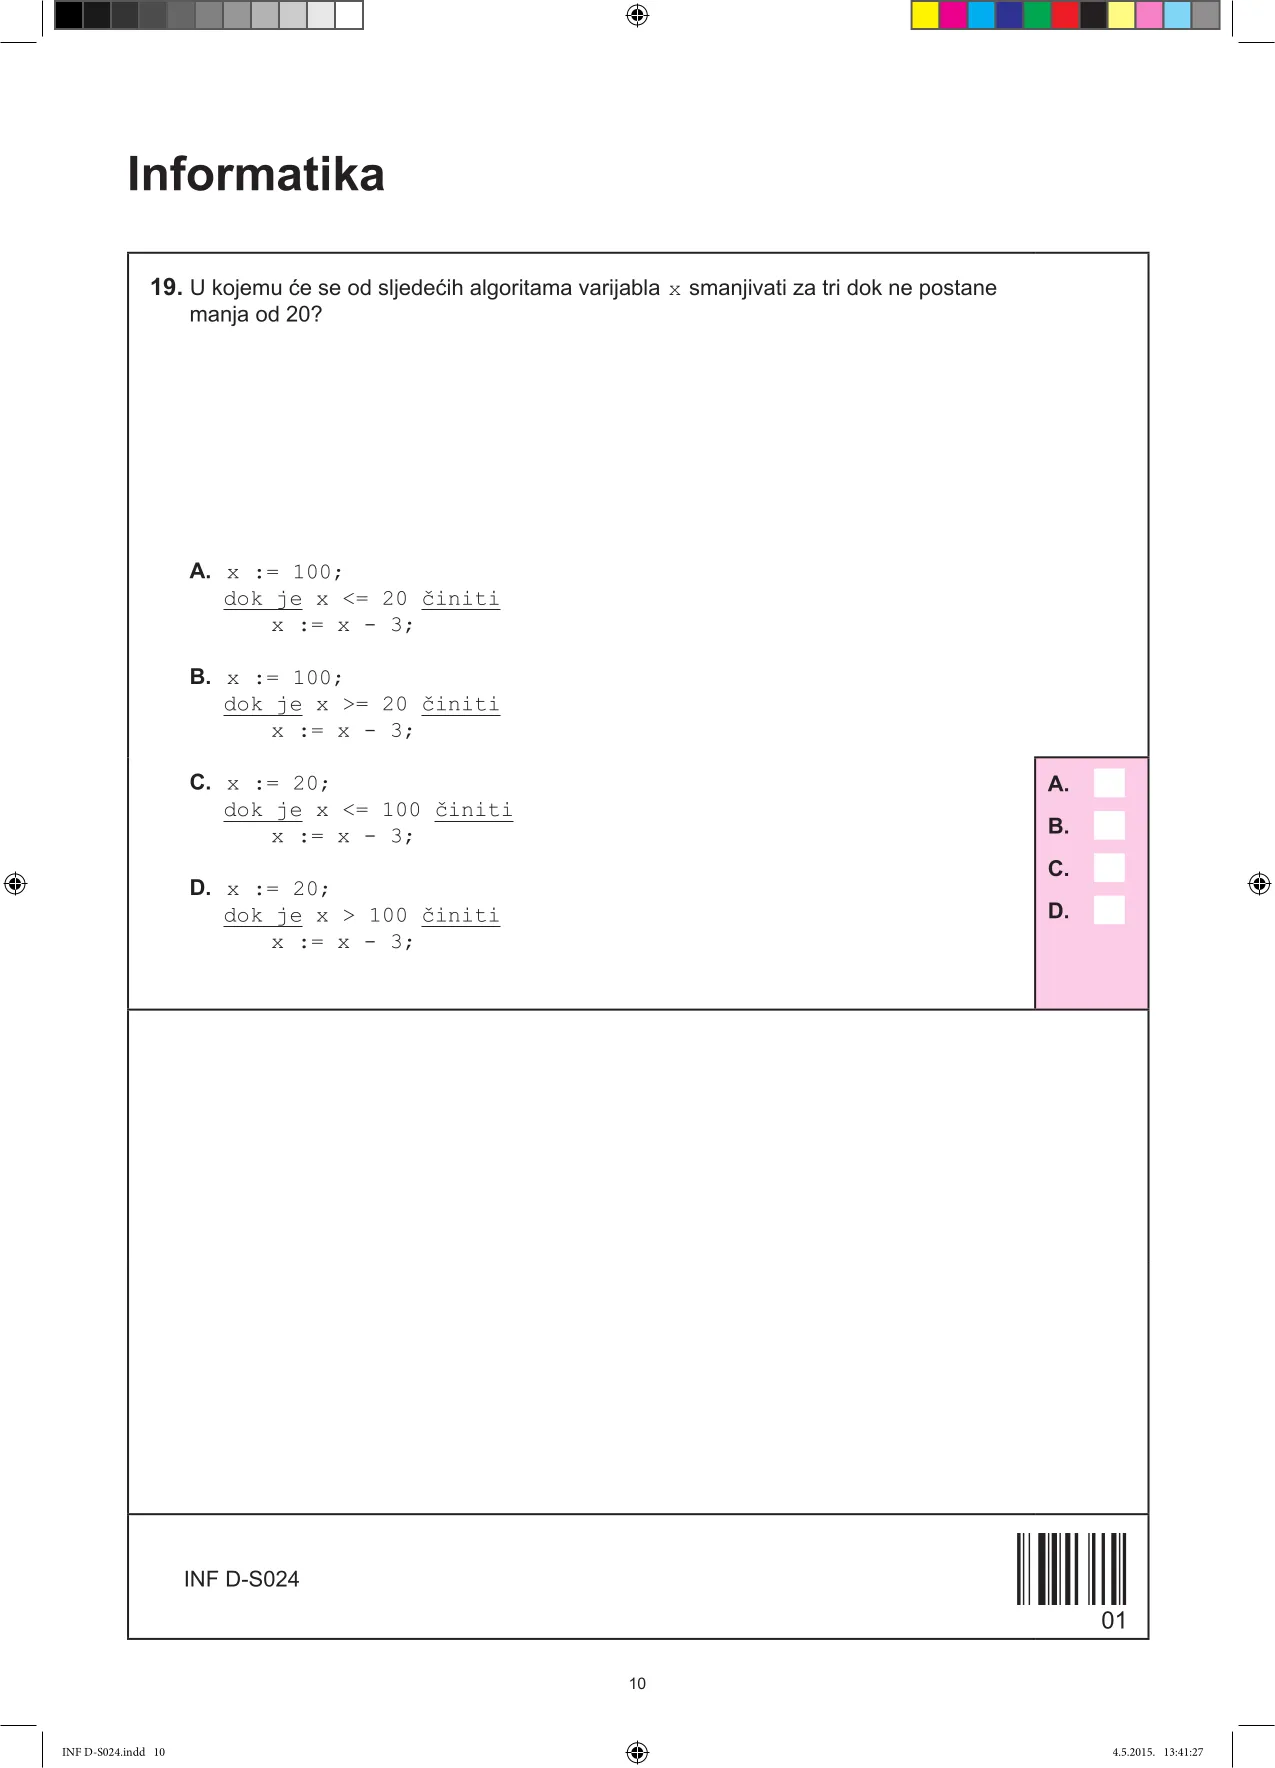 Informatika
19. U kojemu će se od sljedećih algoritama varijabla x smanjivati za tri dok ne postane
manja od 20?
A. x := 100;
dok je x <= 20 činiti
x := x - 3;
B. x := 100;
dok je x >= 20 činiti
x := x - 3;
C. x := 20;
dok je x <= 100 činiti
x := x - 3;
D. x := 20;
dok je x > 100 činiti
x := x - 3;
A.
B.
C.
D.
INF D-S024
01
10
INF D-S024.indd 10
4.5.2015. 13:41:27